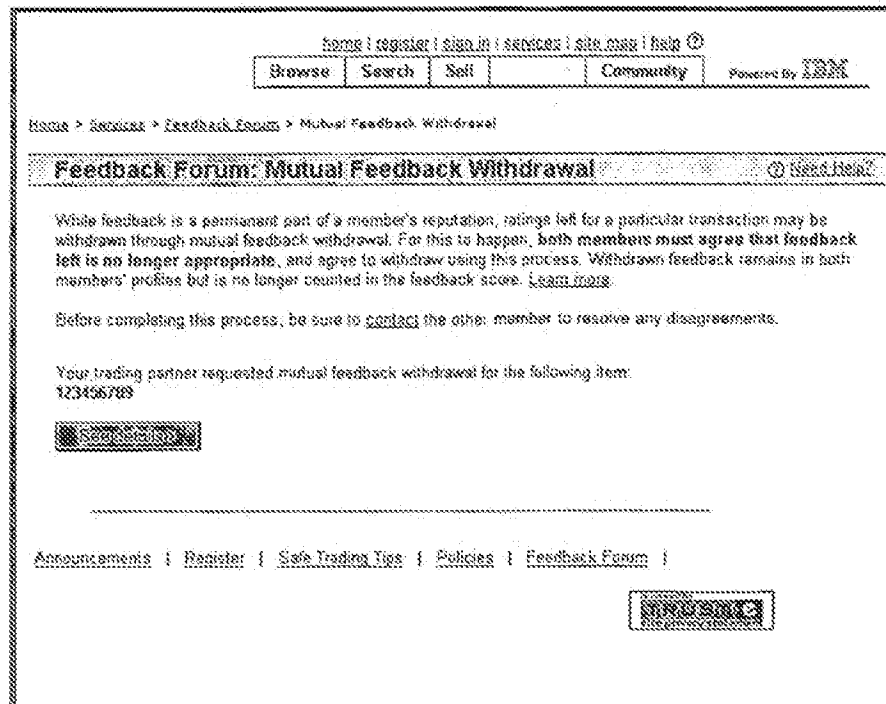 home | register | sign in | services | site map | help ?
Browse Search Sell Community Powered By IBM
Home > Services > Feedback Forum > Mutual Feedback Withdrawal
Feedback Forum: Mutual Feedback Withdrawal ? Need Help?
While feedback is a permanent part of a member's reputation, ratings left for a particular transaction may be
withdrawn through mutual feedback withdrawal. For this to happen, both members must agree that feedback
left is no longer appropriate, and agree to withdraw using this process. Withdrawn feedback remains in both
members' profiles but is no longer counted in the feedback score. Learn more.
Before completing this process, be sure to contact the other member to resolve any disagreements.
Your trading partner requested mutual feedback withdrawal for the following item:
123456789
Announcements | Register | Safe Trading Tips | Policies | Feedback Forum |
TRUSTe